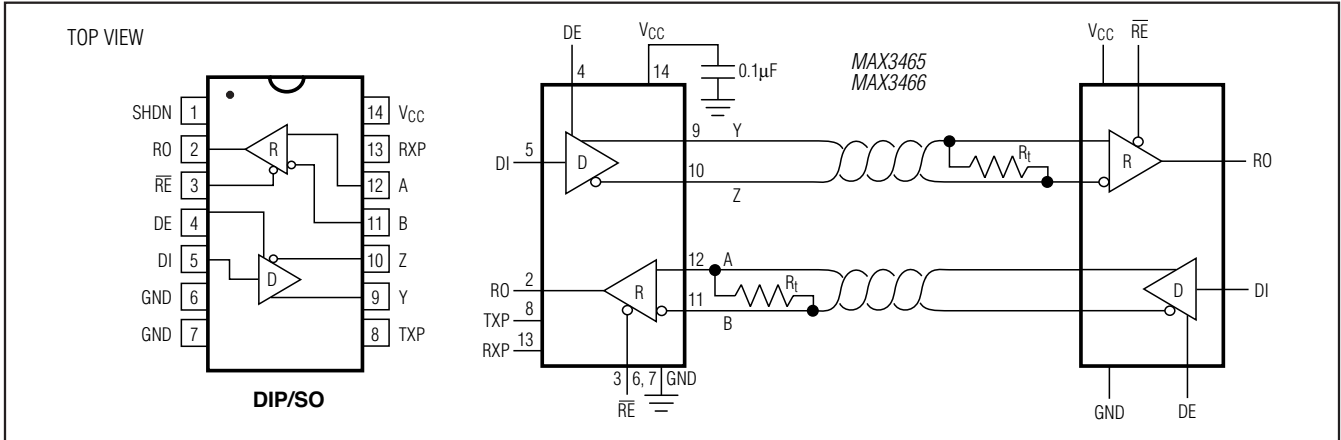 TOP VIEW
SHDN 1
RO 2
RE 3
DE 4
DI 5
GND 6
GND 7
14 VCC
13 RXP
12 A
11 B
10 Z
9 Y
8 TXP
R
D
DIP/SO
DE
4
VCC
14
0.1µF
MAX3465
MAX3466
DI 5
D
9 Y
10
Z
Rt
RO 2
TXP 8
RXP 13
R
12 A
11
B
Rt
3 6, 7 GND
RE
VCC RE
R
RO
D
DI
GND DE